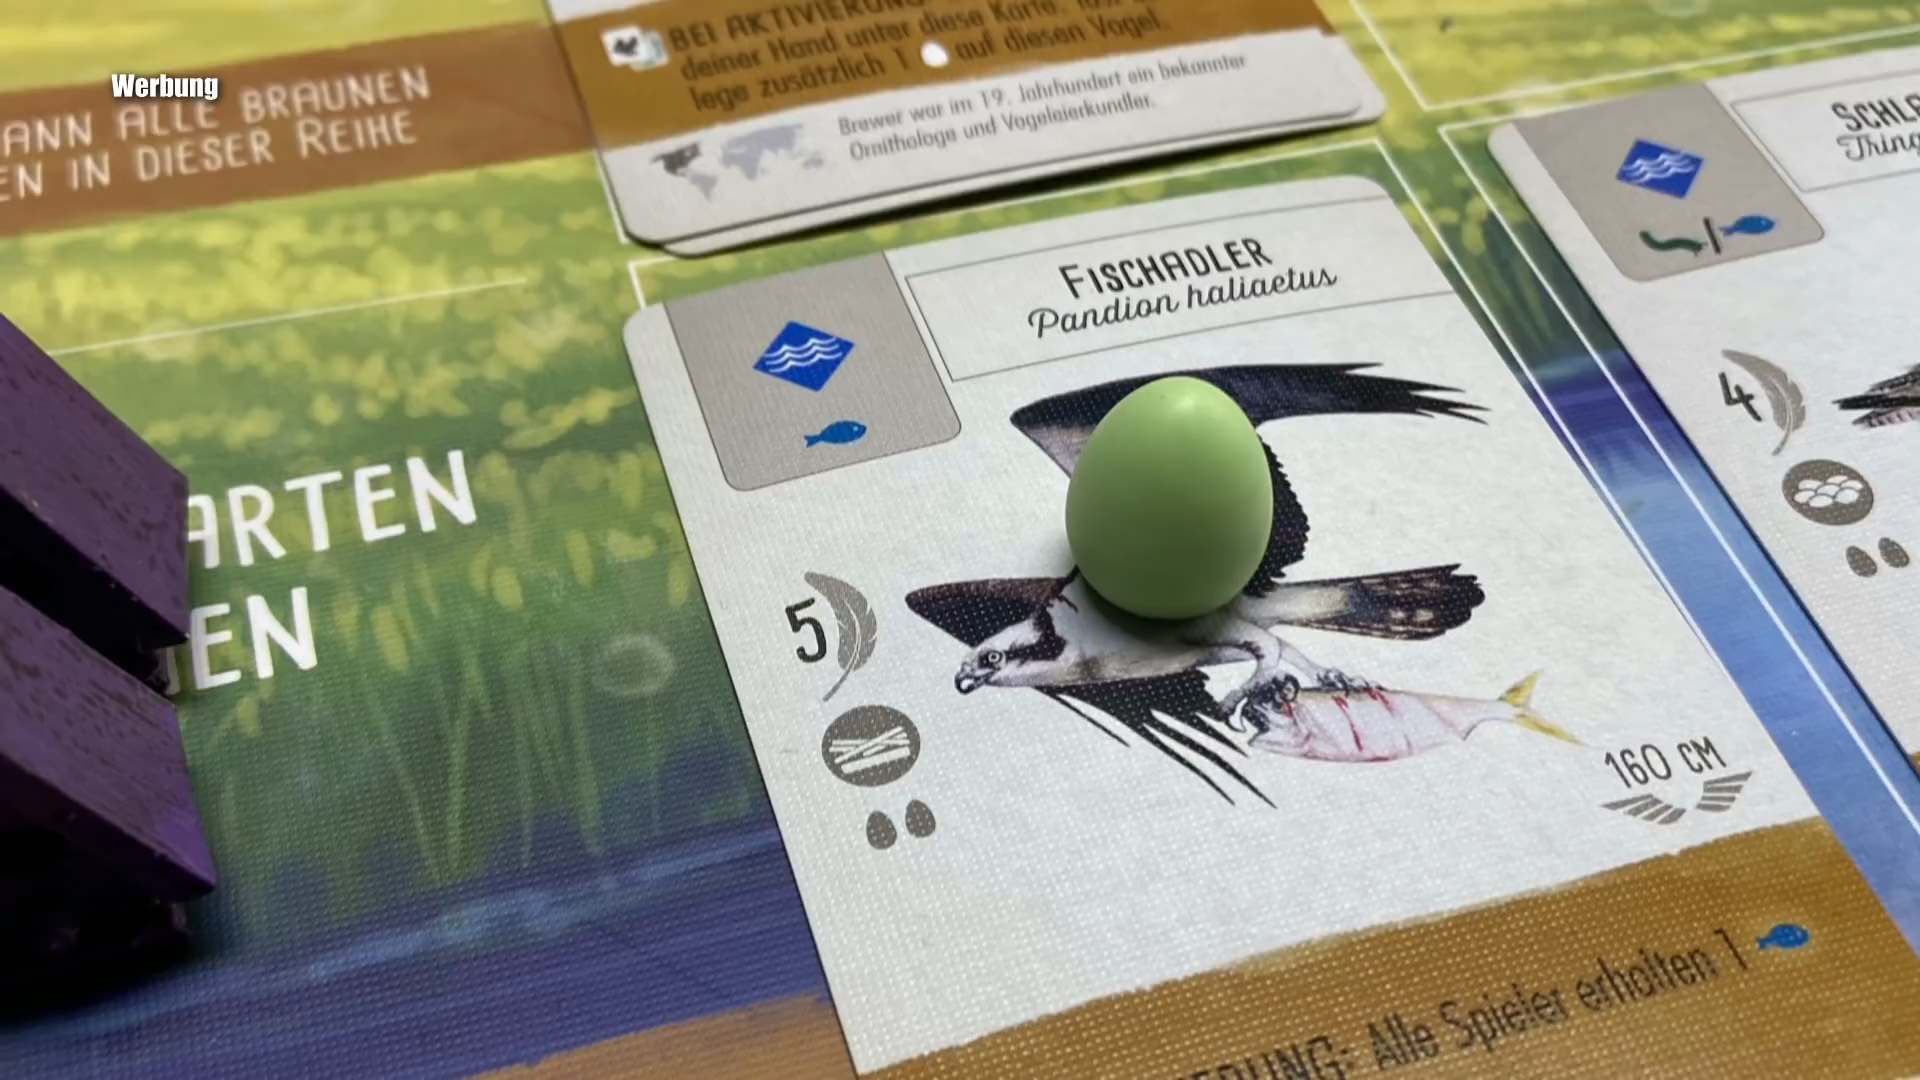 Werbung
ANN ALLE BRAUNEN
EN IN DIESER REIHE
ARTEN
EN
BEI AKTIVIERUNG
deiner Hand unter diese Karte.
lege zusätzlich 1 auf diesen Vogel.
Brewer war im 19. Jahrhundert ein bekannter
Ornithologe und Vogeleierkundler.
FISCHADLER
Pandion haliaetus
5
160 CM
ERUNG: Alle Spieler erhalten 1
SCHL
Tring
4